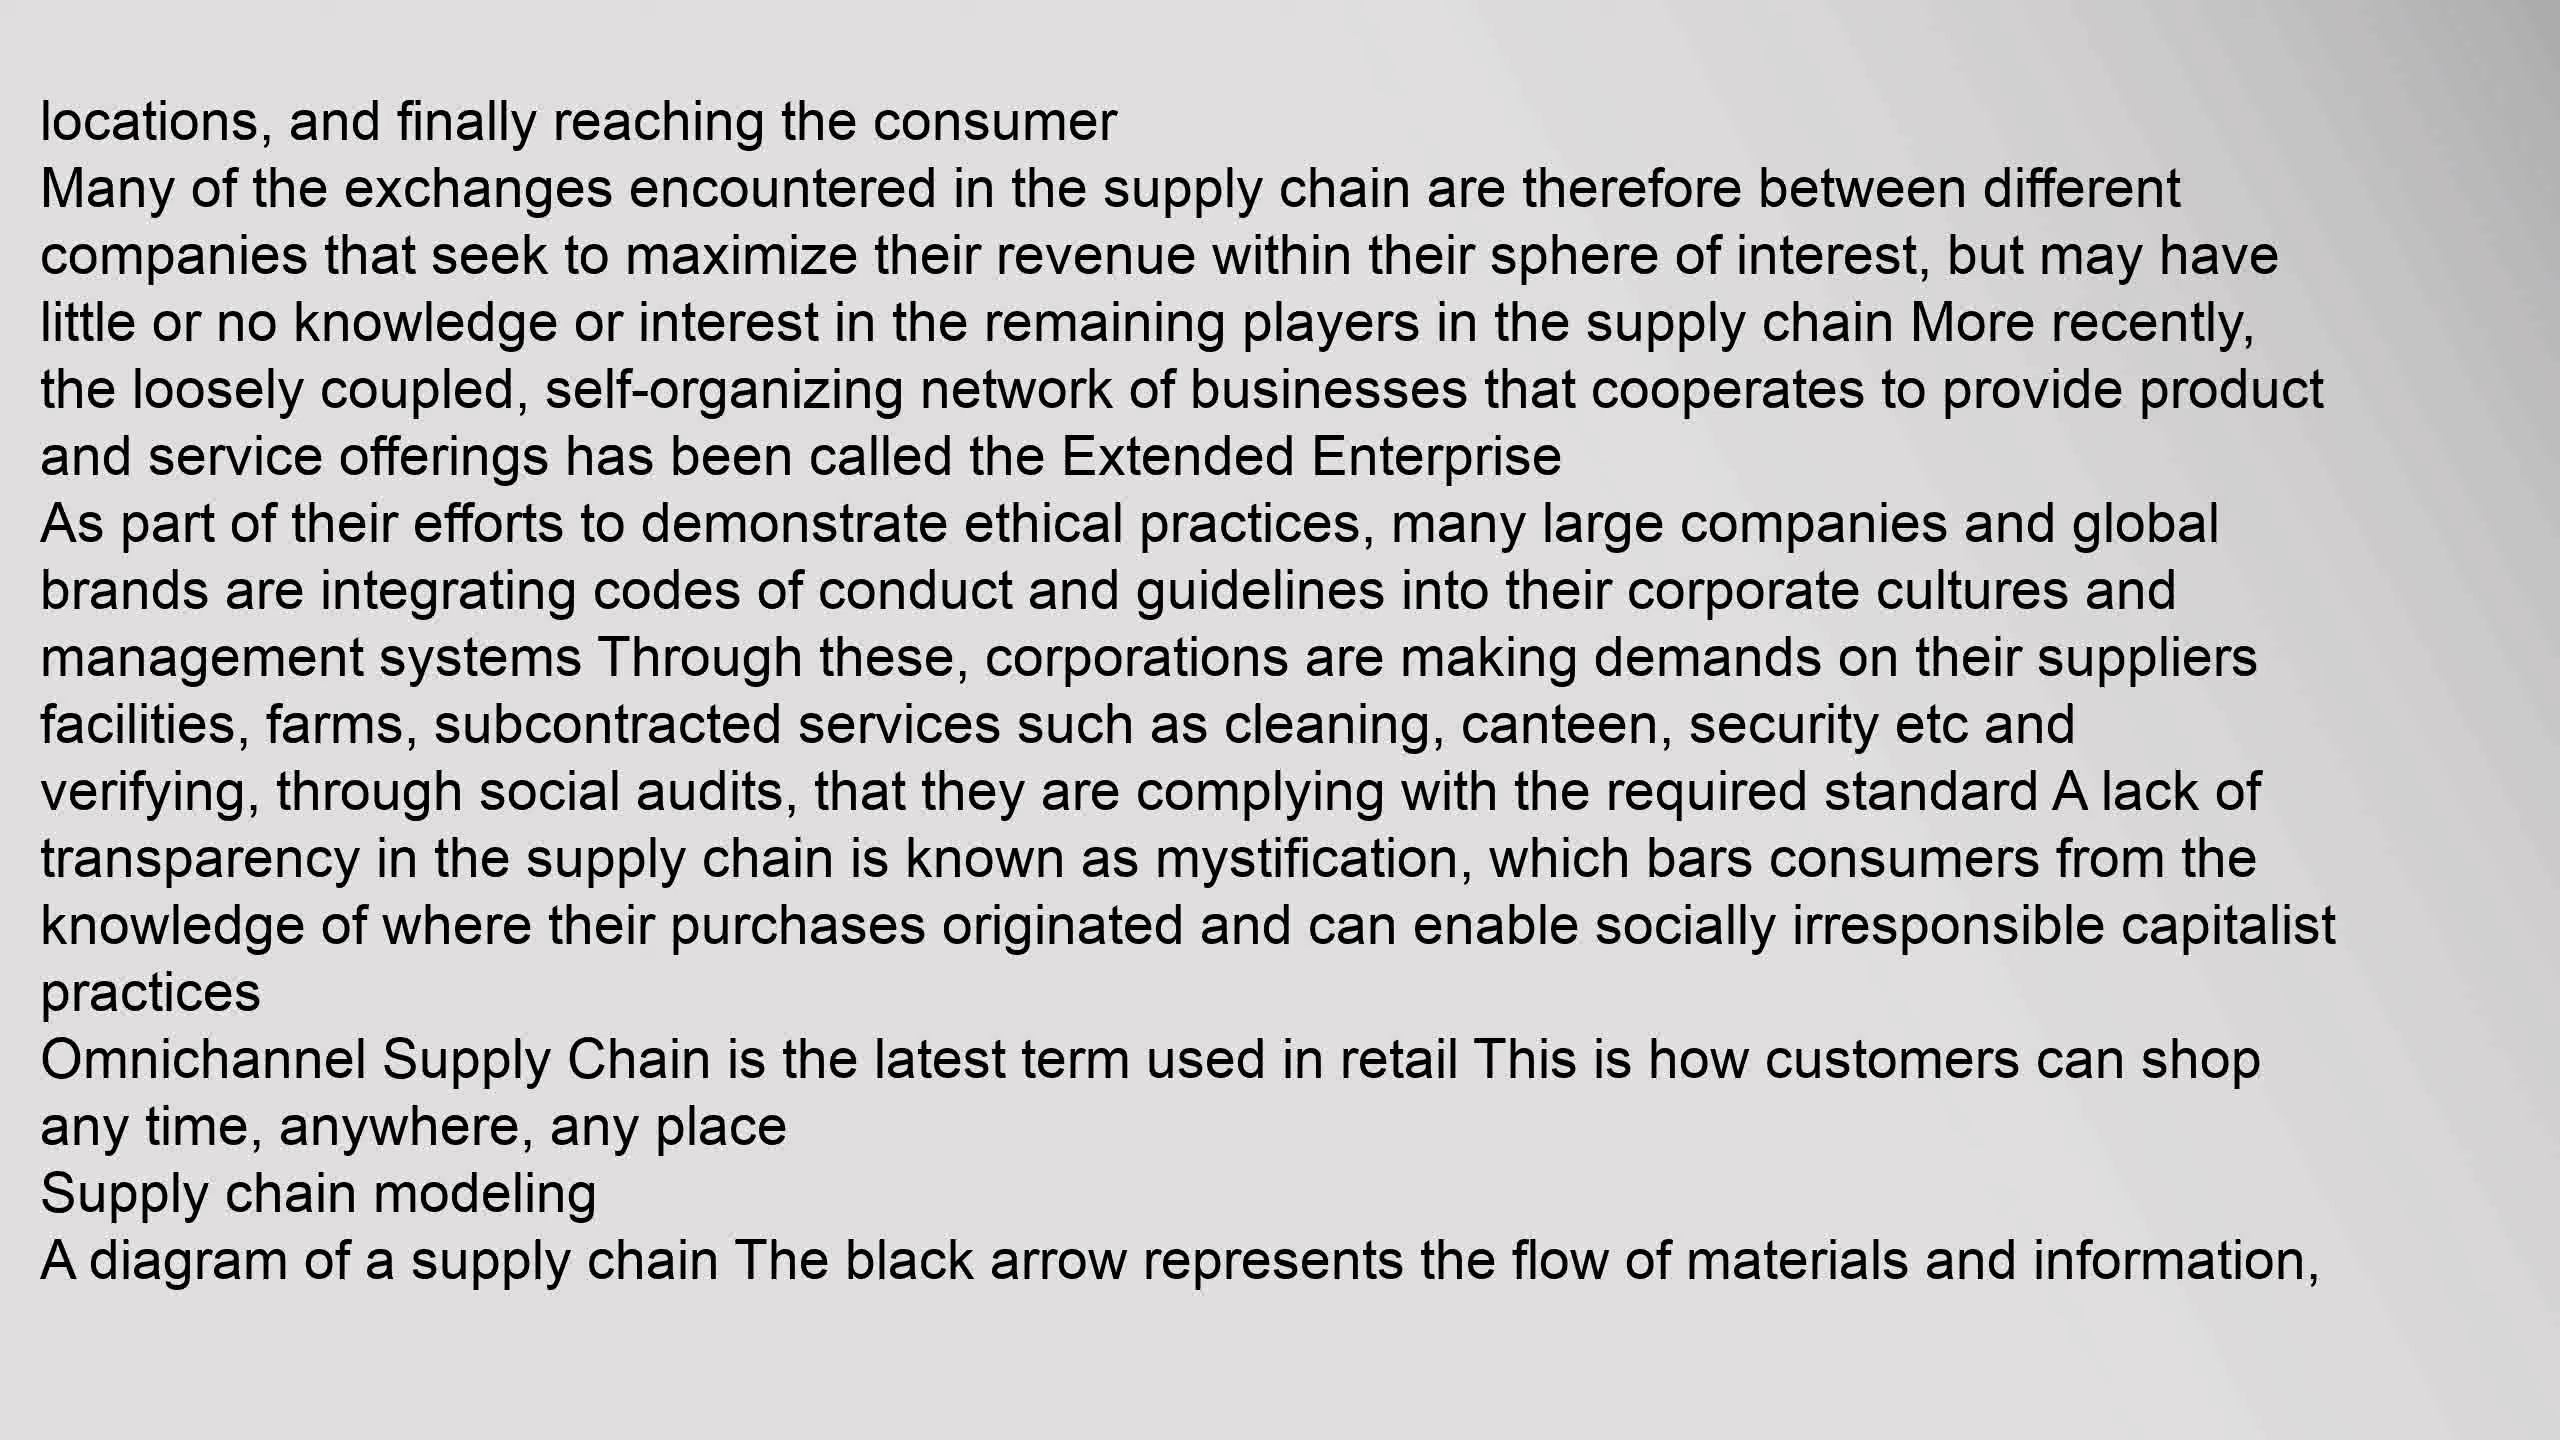 locations, and finally reaching the consumer
Many of the exchanges encountered in the supply chain are therefore between different
companies that seek to maximize their revenue within their sphere of interest, but may have
little or no knowledge or interest in the remaining players in the supply chain More recently,
the loosely coupled, self-organizing network of businesses that cooperates to provide product
and service offerings has been called the Extended Enterprise
As part of their efforts to demonstrate ethical practices, many large companies and global
brands are integrating codes of conduct and guidelines into their corporate cultures and
management systems Through these, corporations are making demands on their suppliers
facilities, farms, subcontracted services such as cleaning, canteen, security etc and
verifying, through social audits, that they are complying with the required standard A lack of
transparency in the supply chain is known as mystification, which bars consumers from the
knowledge of where their purchases originated and can enable socially irresponsible capitalist
practices
Omnichannel Supply Chain is the latest term used in retail This is how customers can shop
any time, anywhere, any place
Supply chain modeling
A diagram of a supply chain The black arrow represents the flow of materials and information,